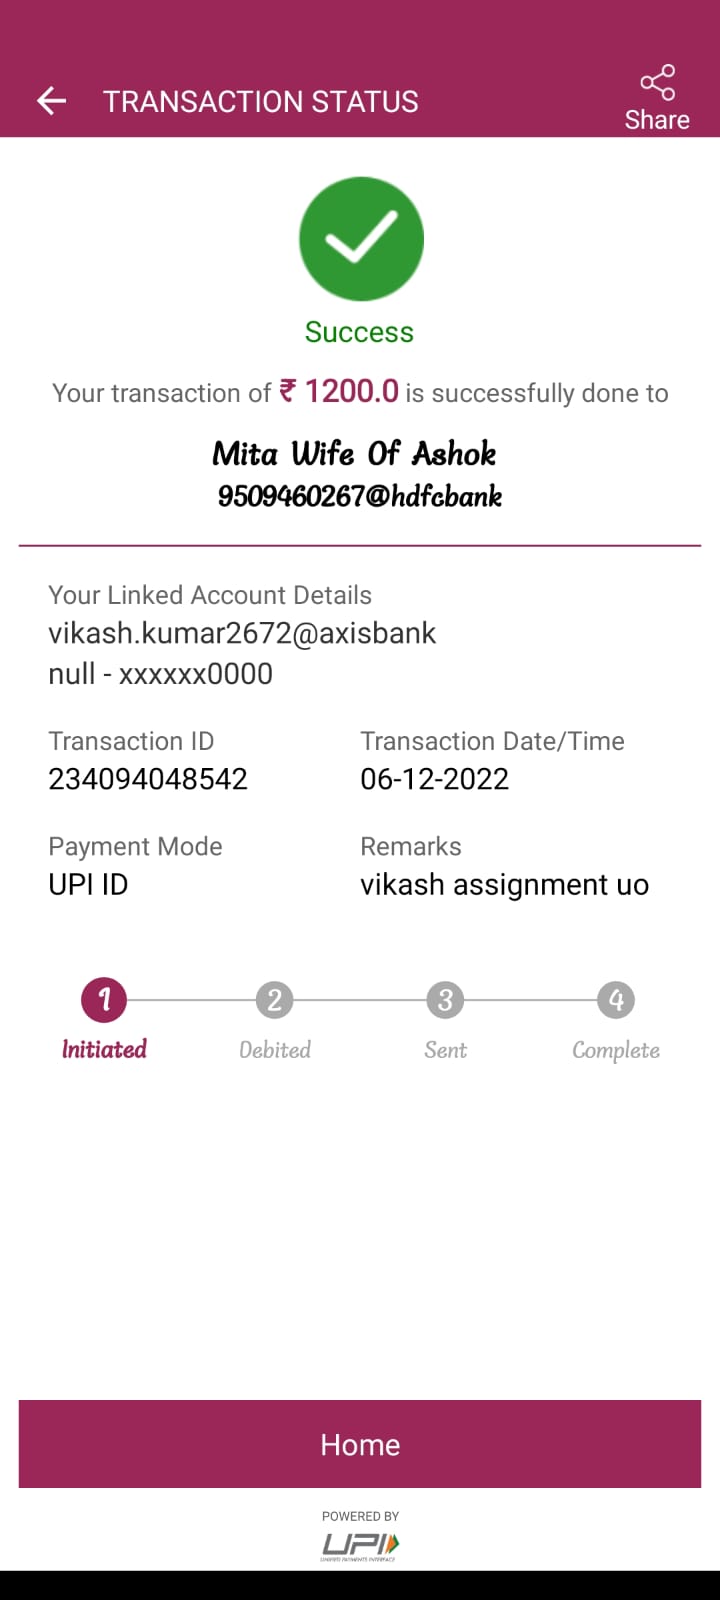 TRANSACTION STATUS
Share
Success
Your transaction of ₹ 1200.0 is successfully done to
Mita Wife Of Ashok
9509460267@hdfcbank
Your Linked Account Details
vikash.kumar2672@axisbank
null - xxxxxx0000
Transaction ID
Transaction Date/Time
234094048542
06-12-2022
Payment Mode
Remarks
UPI ID
vikash assignment uo
1
2
3
4
Initiated
Debited
Sent
Complete
Home
POWERED BY
UPI
UNIFIED PAYMENTS INTERFACE